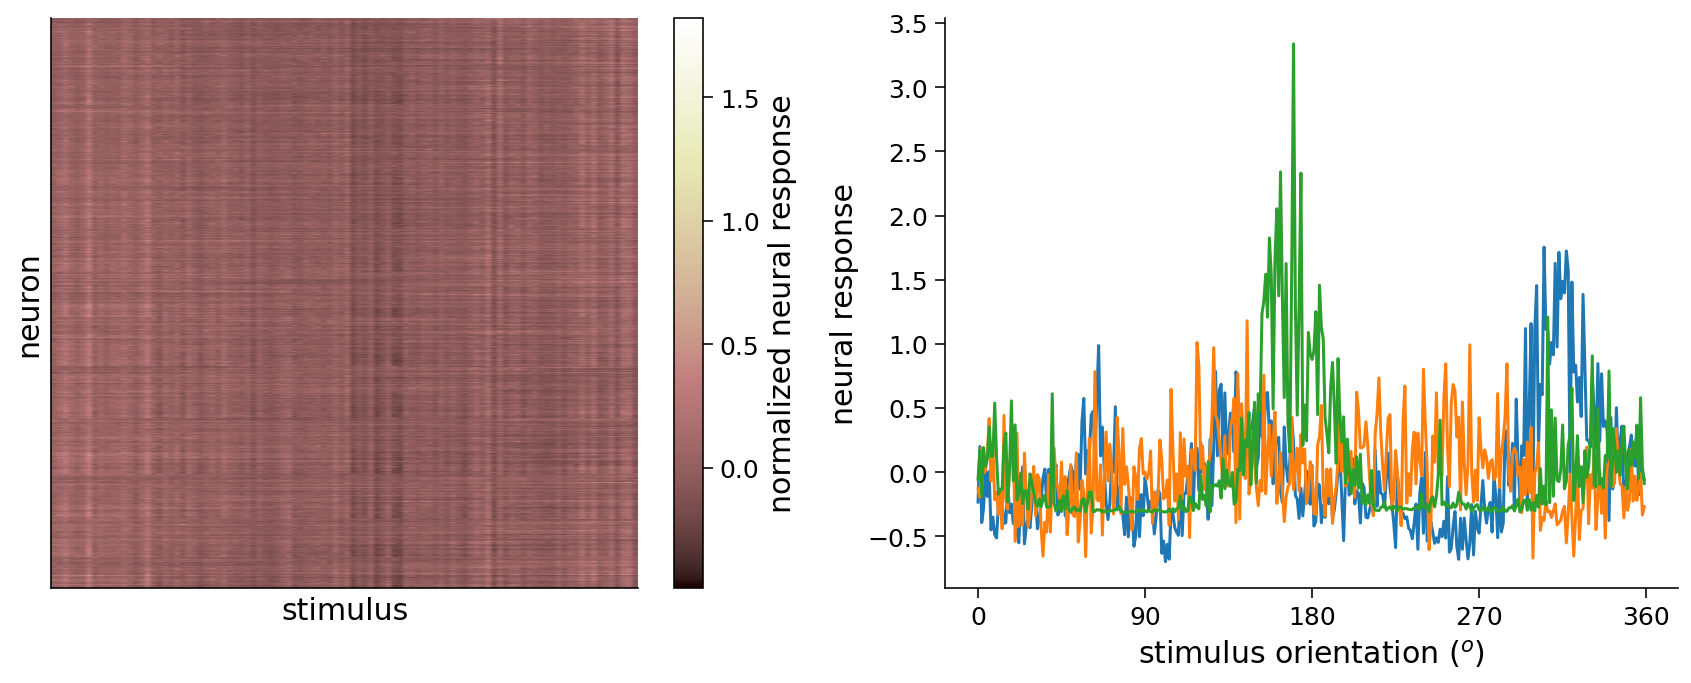 neuron
stimulus
1.5
1.0
0.5
0.0
normalized neural response
3.5
3.0
2.5
2.0
1.5
1.0
0.5
0.0
−0.5
neural response
0 90 180 270 360
stimulus orientation (o)